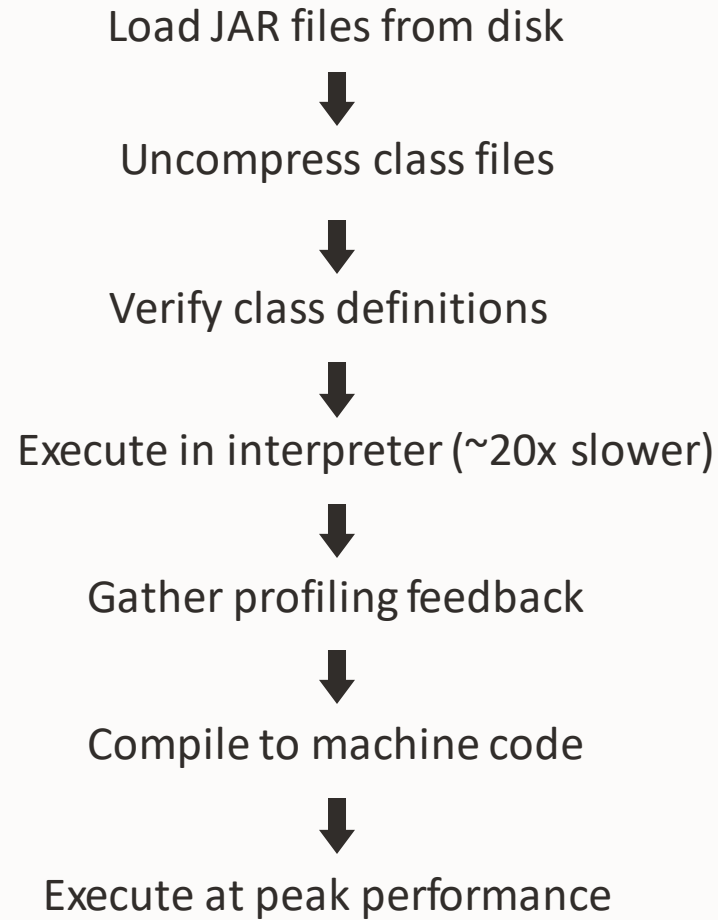 Load JAR files from disk
Uncompress class files
Verify class definitions
Execute in interpreter (~20x slower)
Gather profiling feedback
Compile to machine code
Execute at peak performance